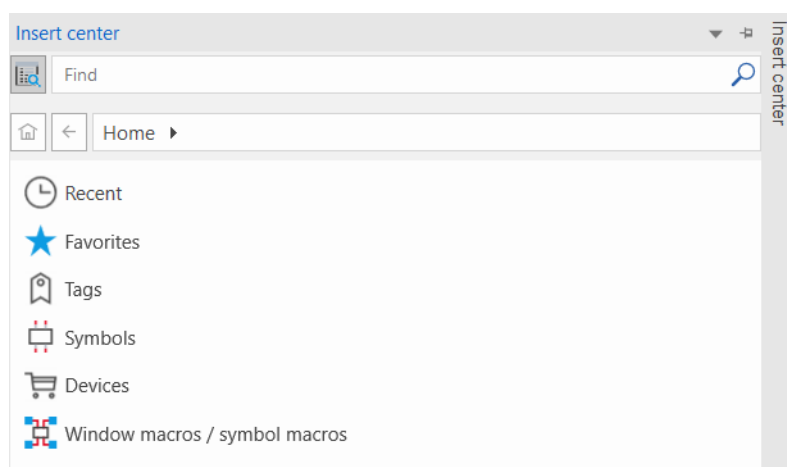 Insert center
Find
Home
Recent
Favorites
Tags
Symbols
Devices
Window macros / symbol macros
Insert center